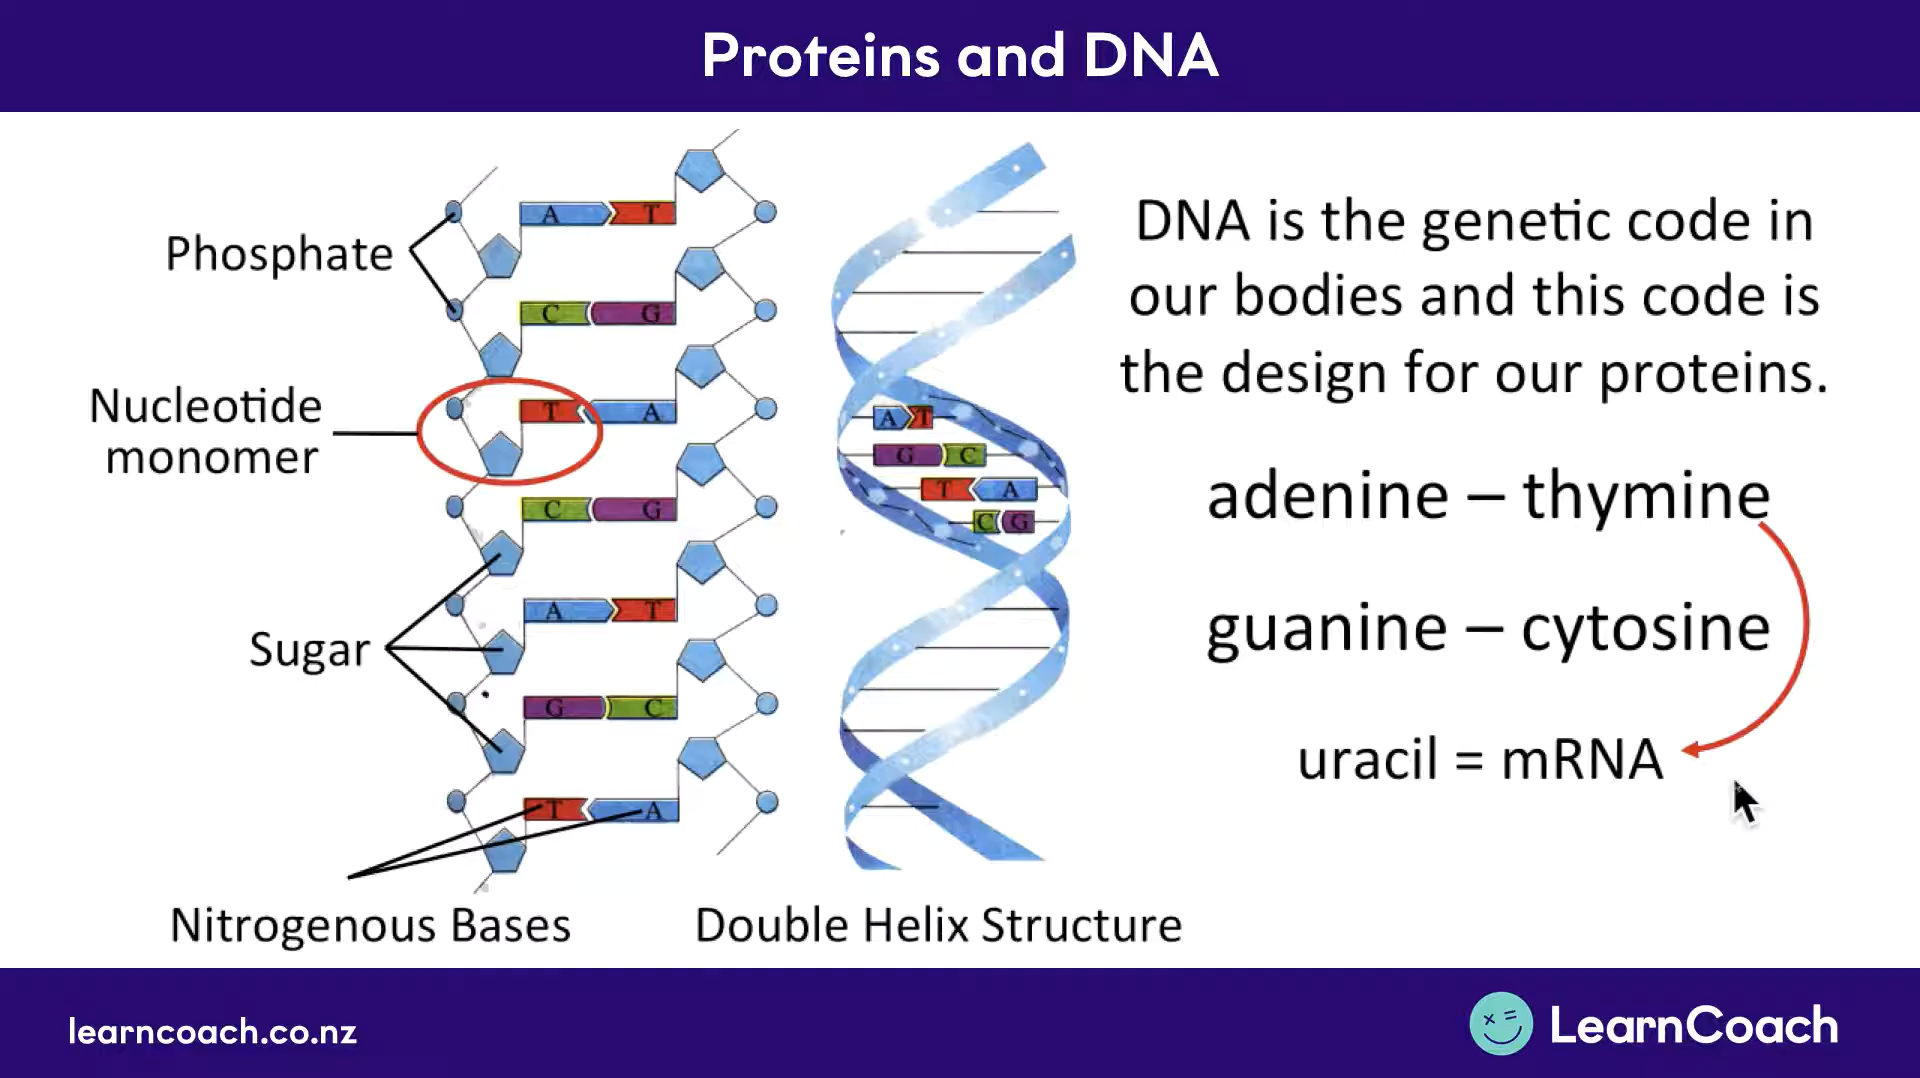 Proteins and DNA
Phosphate
Nucleotide
monomer
Sugar
Nitrogenous Bases
A T
C G
T A
C G
A T
G C
T A
A T
G C
T A
C G
Double Helix Structure
DNA is the genetic code in
our bodies and this code is
the design for our proteins.
adenine – thymine
guanine – cytosine
uracil = mRNA
learncoach.co.nz
LearnCoach